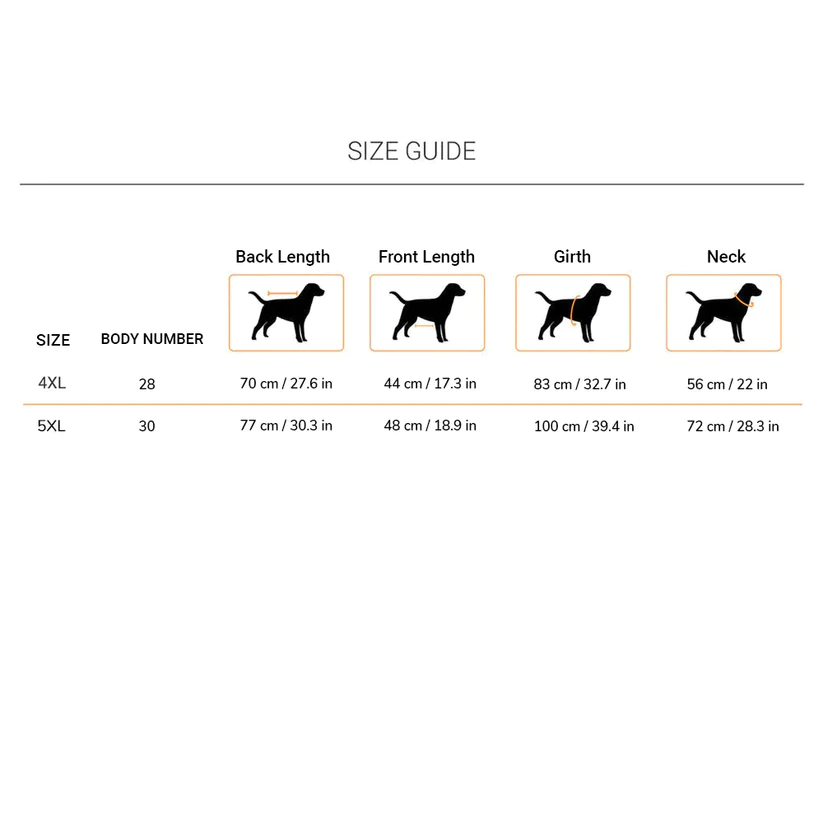 SIZE GUIDE
Back Length Front Length Girth Neck
SIZE BODY NUMBER
4XL 28 70 cm / 27.6 in 44 cm / 17.3 in 83 cm / 32.7 in 56 cm / 22 in
5XL 30 77 cm / 30.3 in 48 cm / 18.9 in 100 cm / 39.4 in 72 cm / 28.3 in